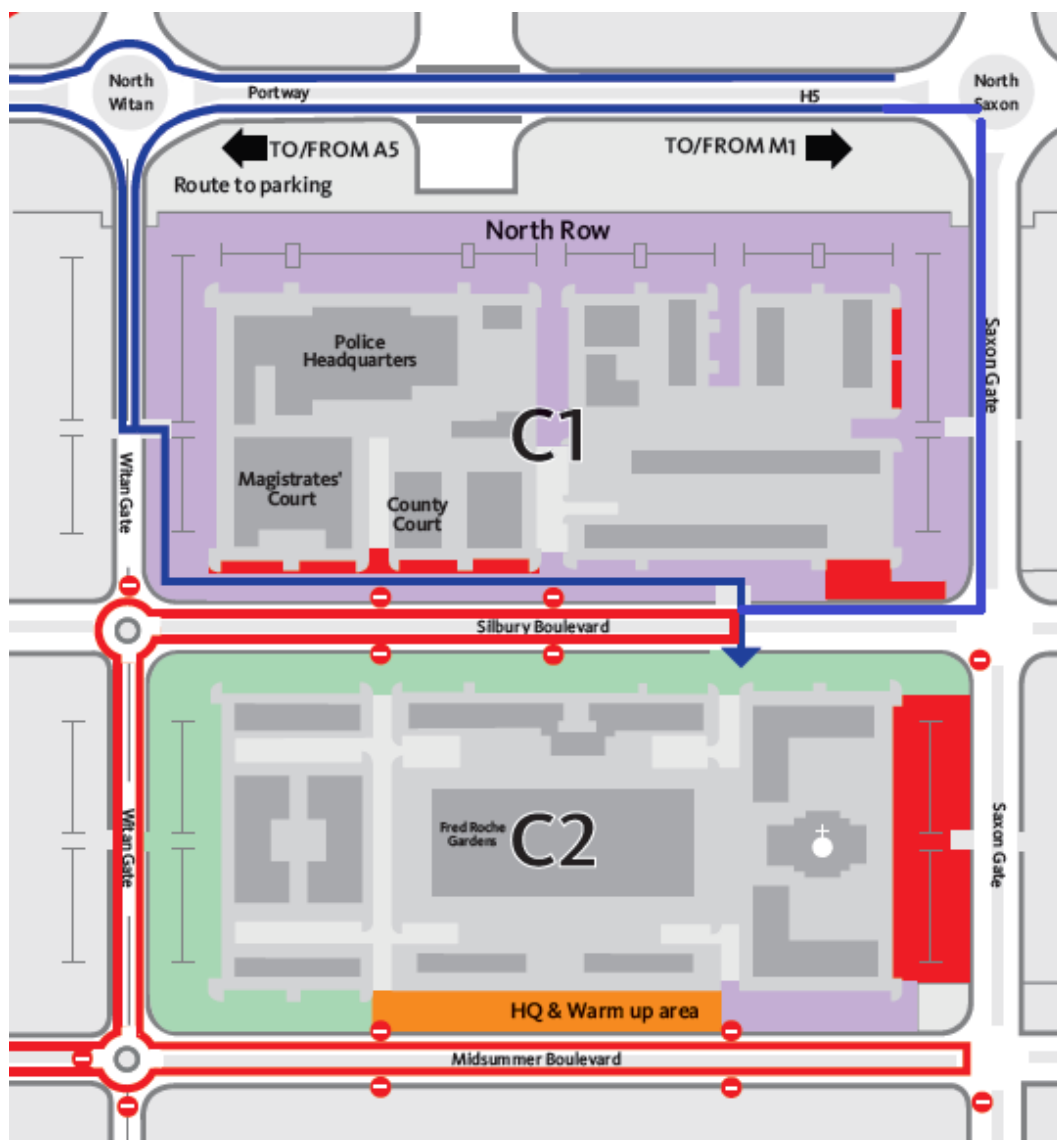 North
Witan
Portway
H5
North
Saxon
TO/FROM A5
TO/FROM M1
Route to parking
North Row
Police
Headquarters
Saxon Gate
C1
Magistrates'
Court
County
Court
Witan Gate
Silbury Boulevard
Fred Roche
Gardens
C2
Witan Gate
Saxon Gate
HQ & Warm up area
Midsummer Boulevard